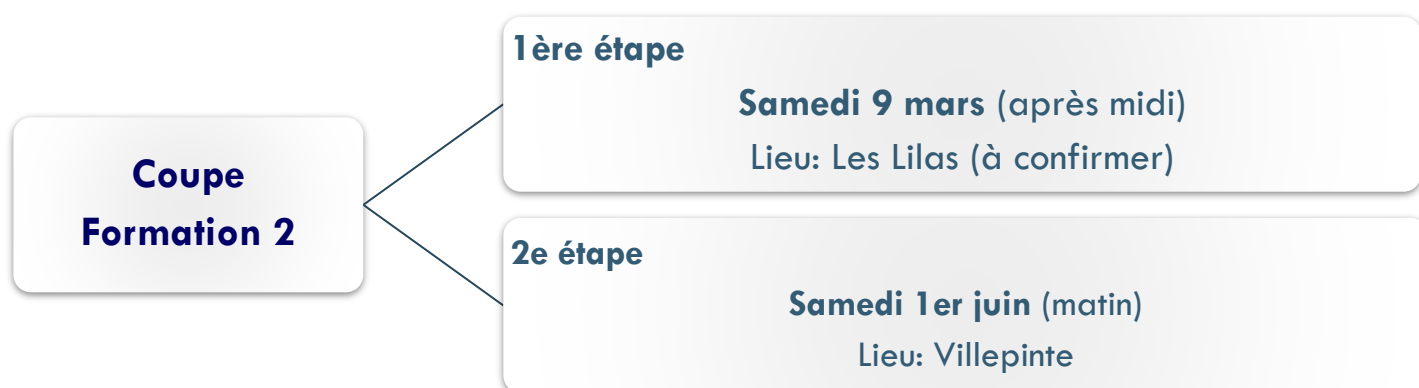 Coupe
Formation 2
1ère étape
Samedi 9 mars (après midi)
Lieu: Les Lilas (à confirmer)
2e étape
Samedi 1er juin (matin)
Lieu: Villepinte